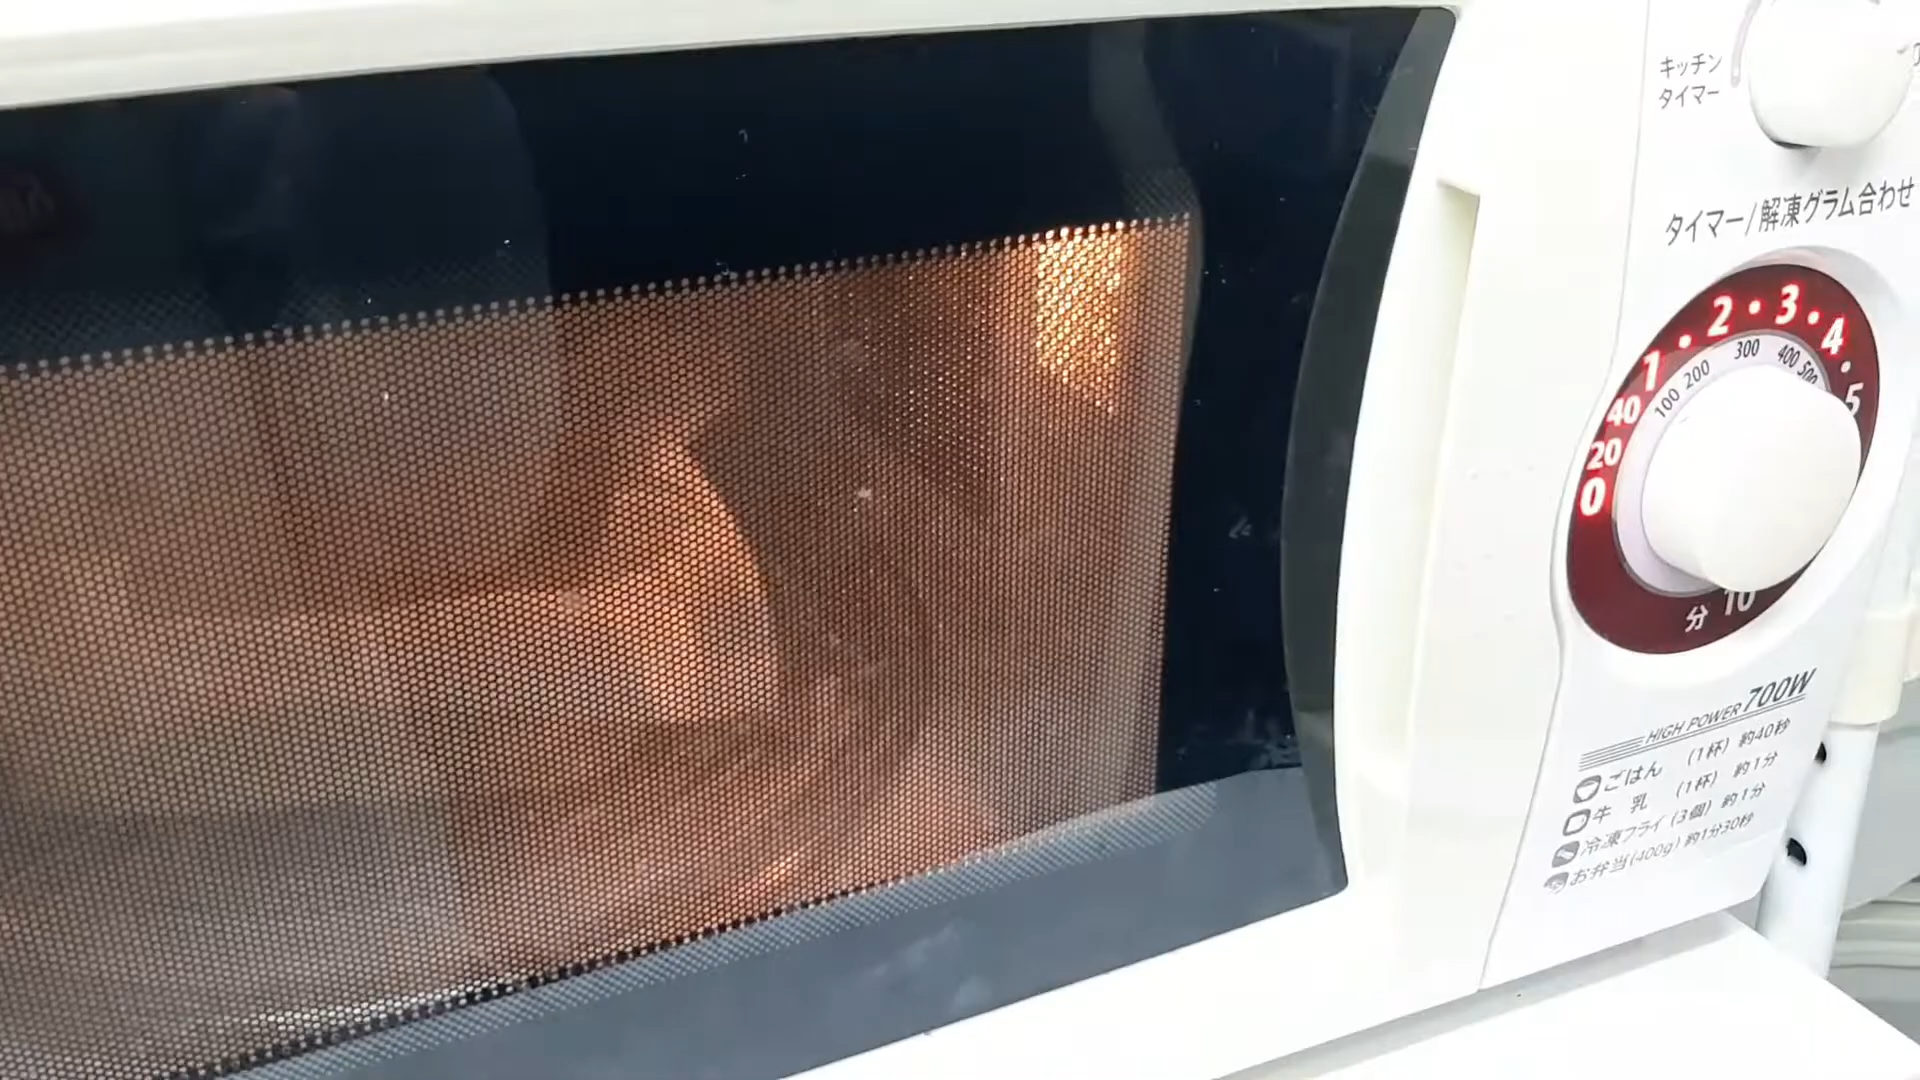 キッチン
タイマー
タイマー/解凍グラム合わせ
0 20 40 1 2 3 4 5
100 200 300 400 500
分 10
HIGH POWER 700W
ごはん (1杯) 約40秒
牛乳 (1杯) 約1分
冷凍フライ (3個) 約1分
お弁当(400g) 約1分30秒